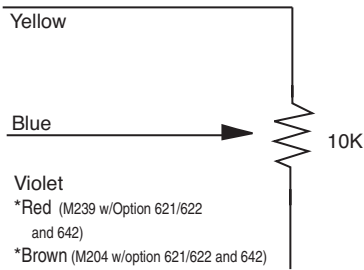 Yellow
Blue
10K
Violet
*Red (M239 w/Option 621/622
and 642)
*Brown (M204 w/option 621/622 and 642)